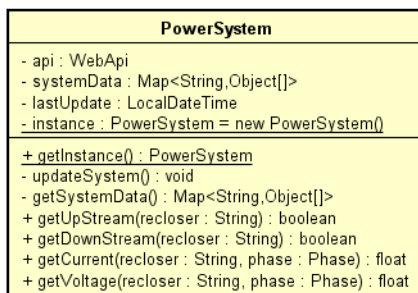 PowerSystem
- api : WebApi
- systemData : Map<String,Object[]>
- lastUpdate : LocalDateTime
- instance : PowerSystem = new PowerSystem()
+ getInstance() : PowerSystem
- updateSystem() : void
- getSystemData() : Map<String,Object[]>
+ getUpStream(recloser : String) : boolean
+ getDownStream(recloser : String) : boolean
+ getCurrent(recloser : String, phase : Phase) : float
+ getVoltage(recloser : String, phase : Phase) : float